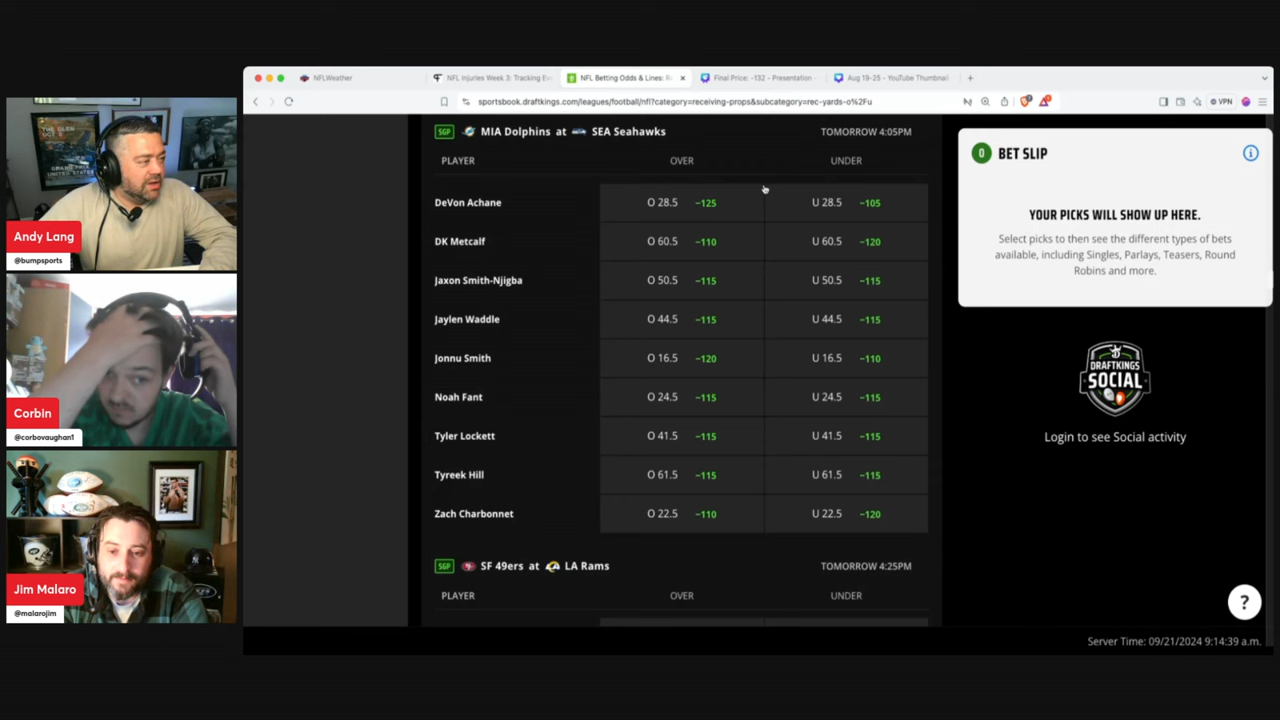 Andy Lang
@bumpsports
Corbin
@corbovaughan1
Jim Malaro
@malarojim
NFLWeather
NFL Injuries Week 3: Tracking Ev
NFL Betting Odds & Lines: R
Final Price: -132 - Presentation
Aug 19-25 - YouTube Thumbnail
sportsbook.draftkings.com/leagues/football/nfl?category=receiving-props&subcategory=rec-yards-o%2Fu
VPN
SGP MIA Dolphins at SEA Seahawks TOMORROW 4:05PM
PLAYER OVER UNDER
DeVon Achane O 28.5 −125 U 28.5 −105
DK Metcalf O 60.5 −110 U 60.5 −120
Jaxon Smith-Njigba O 50.5 −115 U 50.5 −115
Jaylen Waddle O 44.5 −115 U 44.5 −115
Jonnu Smith O 16.5 −120 U 16.5 −110
Noah Fant O 24.5 −115 U 24.5 −115
Tyler Lockett O 41.5 −115 U 41.5 −115
Tyreek Hill O 61.5 −115 U 61.5 −115
Zach Charbonnet O 22.5 −110 U 22.5 −120
SGP SF 49ers at LA Rams TOMORROW 4:25PM
PLAYER OVER UNDER
0 BET SLIP
YOUR PICKS WILL SHOW UP HERE.
Select picks to then see the different types of bets
available, including Singles, Parlays, Teasers, Round
Robins and more.
DRAFTKINGS
SOCIAL
Login to see Social activity
?
Server Time: 09/21/2024 9:14:39 a.m.